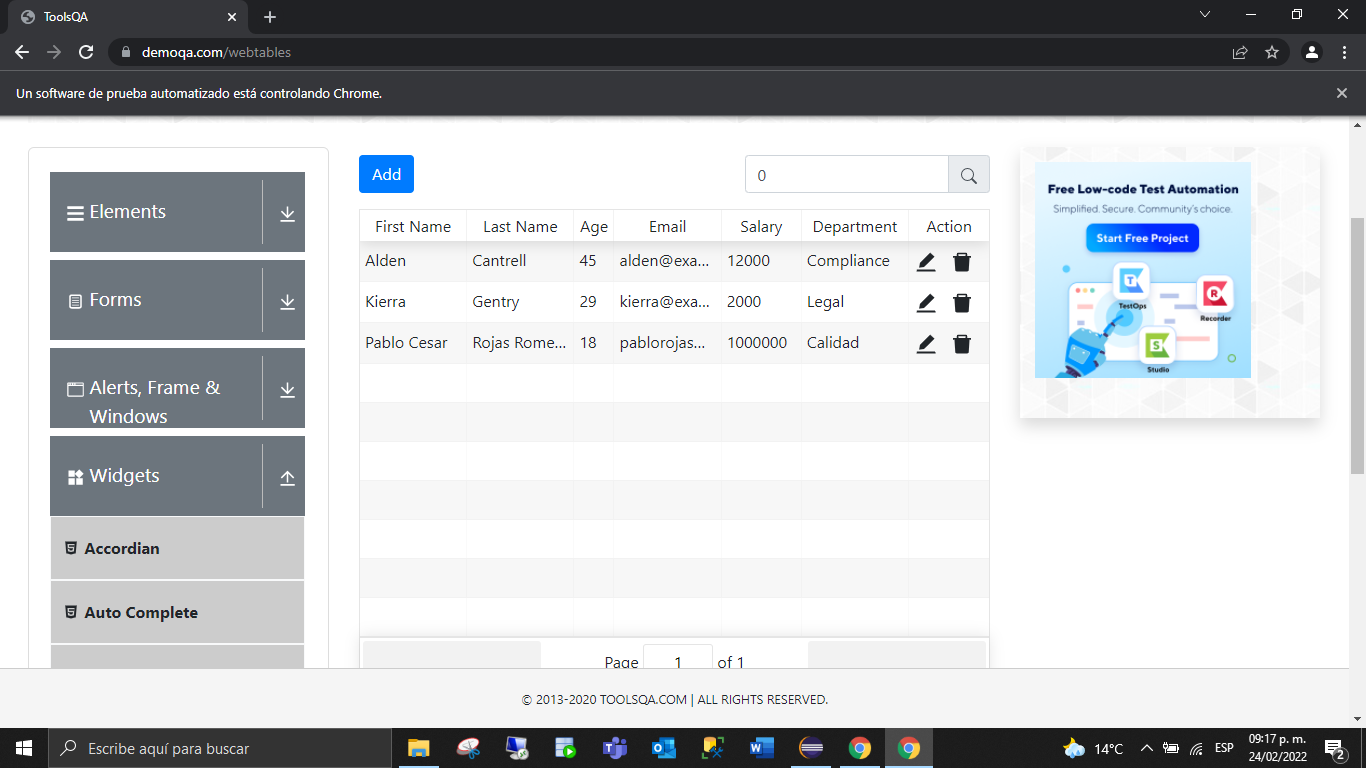 ToolsQA
demoqa.com/webtables
Un software de prueba automatizado está controlando Chrome.
Elements
Forms
Alerts, Frame &
Windows
Widgets
Accordian
Auto Complete
Add
0
First Name Last Name Age Email Salary Department Action
Alden Cantrell 45 alden@exa... 12000 Compliance
Kierra Gentry 29 kierra@exa... 2000 Legal
Pablo Cesar Rojas Rome... 18 pablorojas... 1000000 Calidad
Page 1 of 1
Free Low-code Test Automation
Simplified. Secure. Community's choice.
Start Free Project
T
TestOps
R
Recorder
S
Studio
© 2013-2020 TOOLSQA.COM | ALL RIGHTS RESERVED.
Escribe aquí para buscar
14°C
ESP
09:17 p. m.
24/02/2022
2